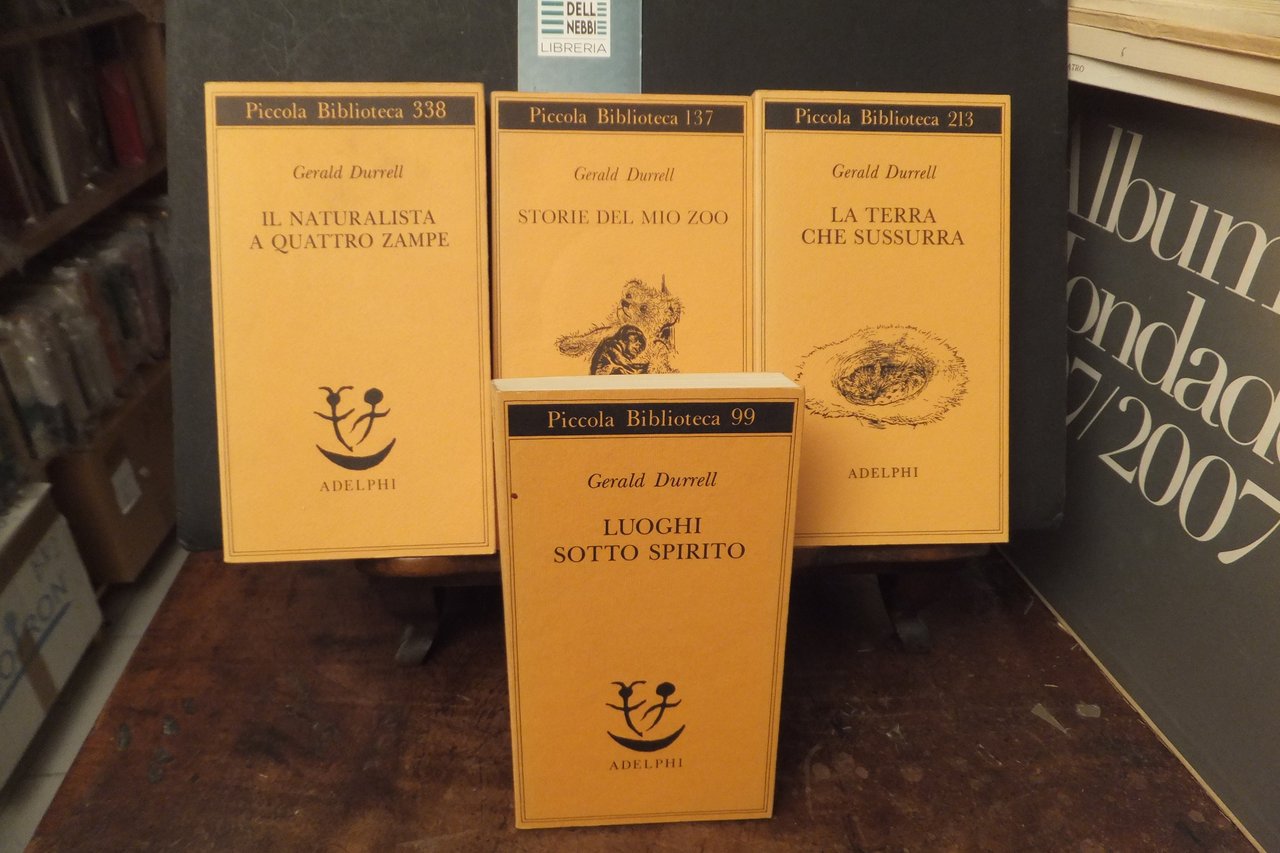 DELL
NEBBI
LIBRERIA
Piccola Biblioteca 338
Gerald Durrell
IL NATURALISTA
A QUATTRO ZAMPE
ADELPHI
Piccola Biblioteca 137
Gerald Durrell
STORIE DEL MIO ZOO
Piccola Biblioteca 213
Gerald Durrell
LA TERRA
CHE SUSSURRA
ADELPHI
Piccola Biblioteca 99
Gerald Durrell
LUOGHI
SOTTO SPIRITO
ADELPHI
lbum
ondado
7/2007